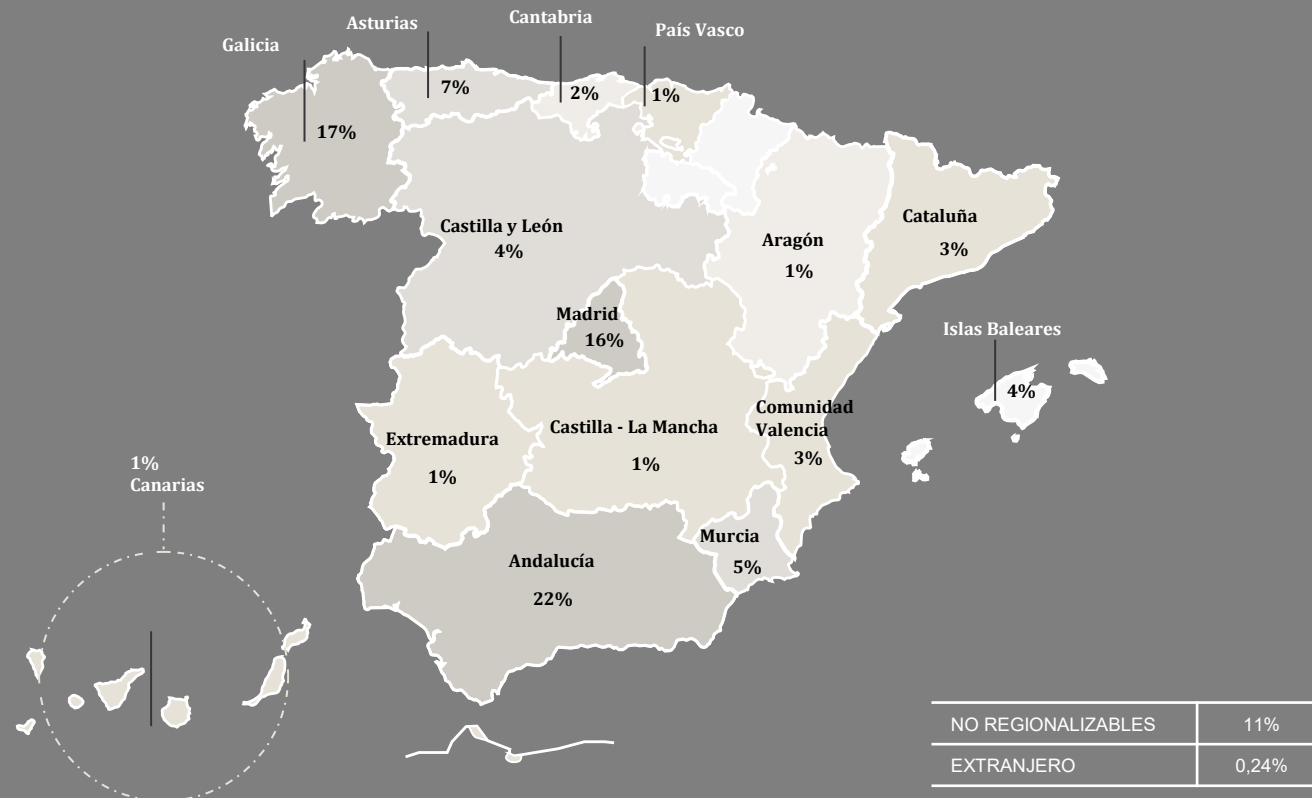 Cantabria
Asturias
País Vasco
Galicia
7%
2%
1%
17%
Cataluña
3%
Castilla y León
4%
Aragón
1%
Madrid
16%
Islas Baleares
4%
Comunidad
Valencia
3%
Castilla - La Mancha
1%
Extremadura
1%
1%
Canarias
Murcia
5%
Andalucía
22%
NO REGIONALIZABLES 11%
EXTRANJERO 0,24%